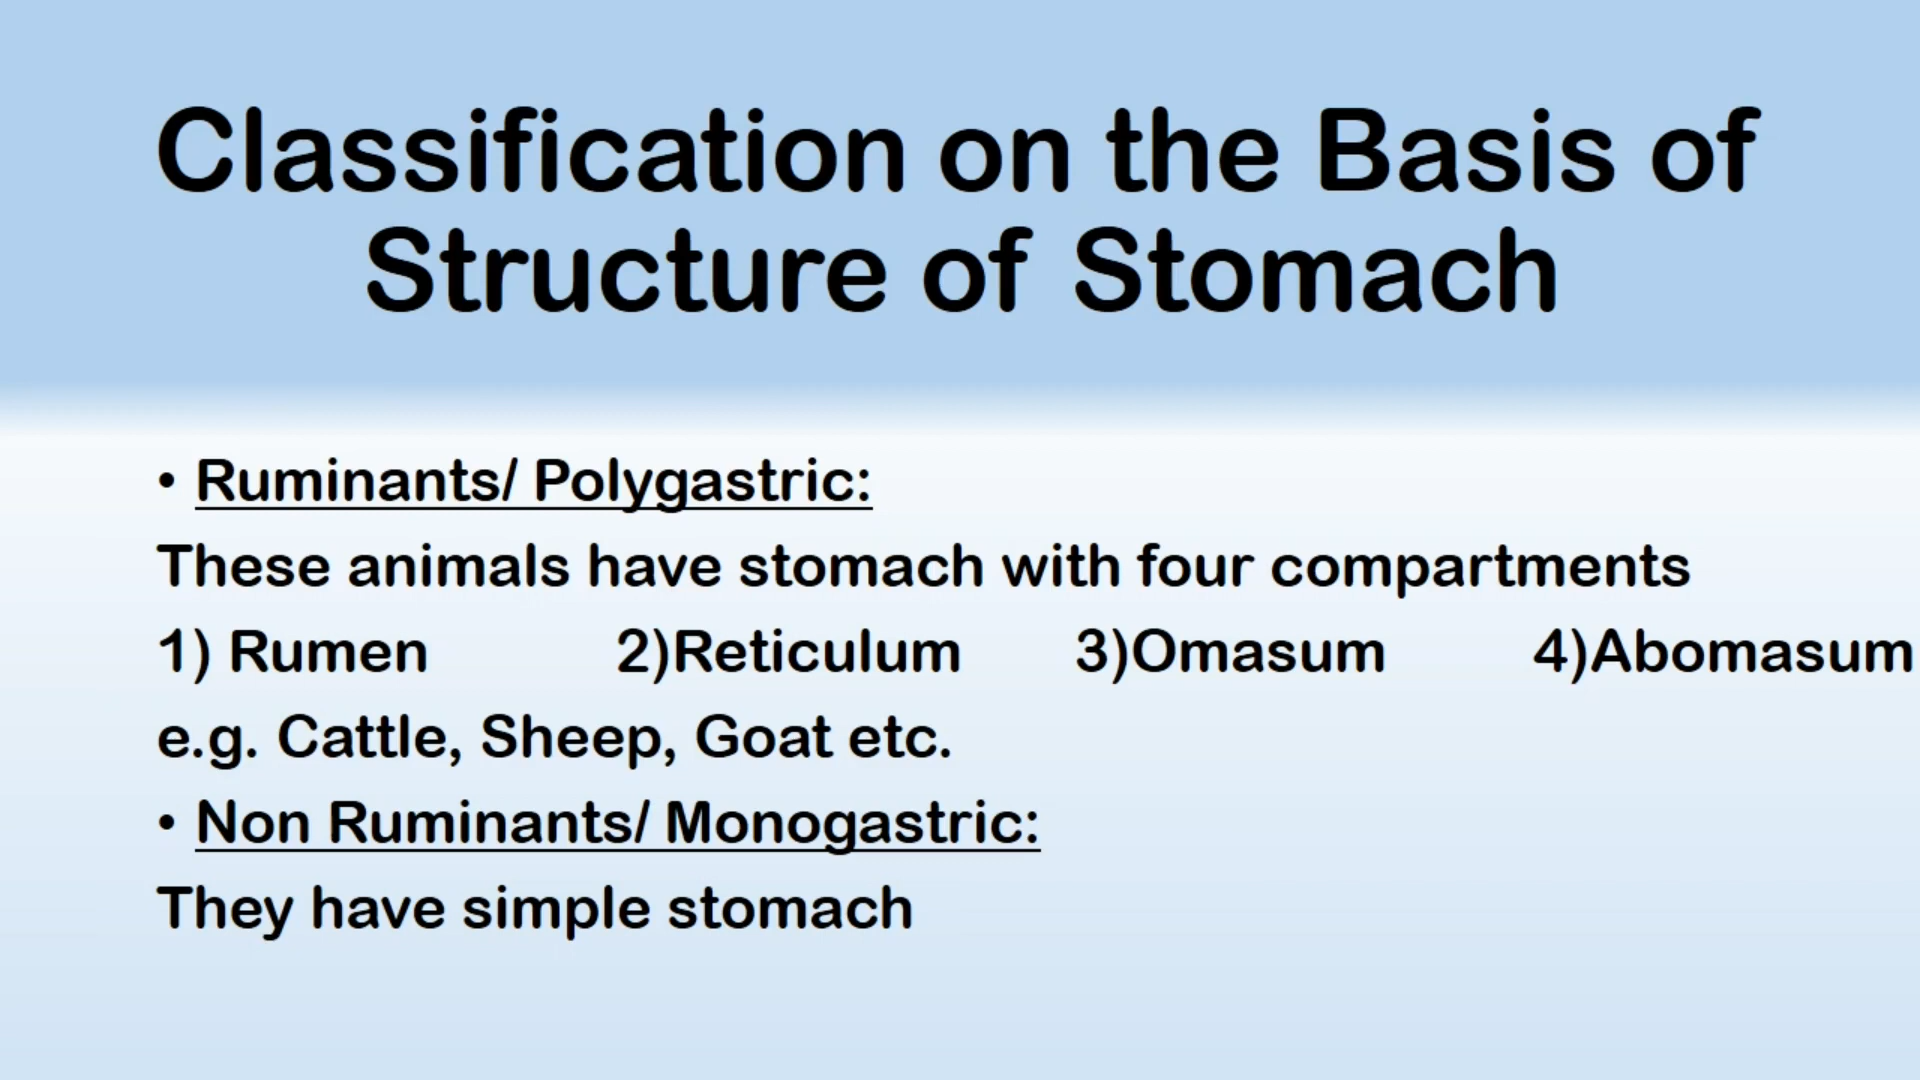 Classification on the Basis of
Structure of Stomach
• Ruminants/ Polygastric:
These animals have stomach with four compartments
1) Rumen 2)Reticulum 3)Omasum 4)Abomasum
e.g. Cattle, Sheep, Goat etc.
• Non Ruminants/ Monogastric:
They have simple stomach